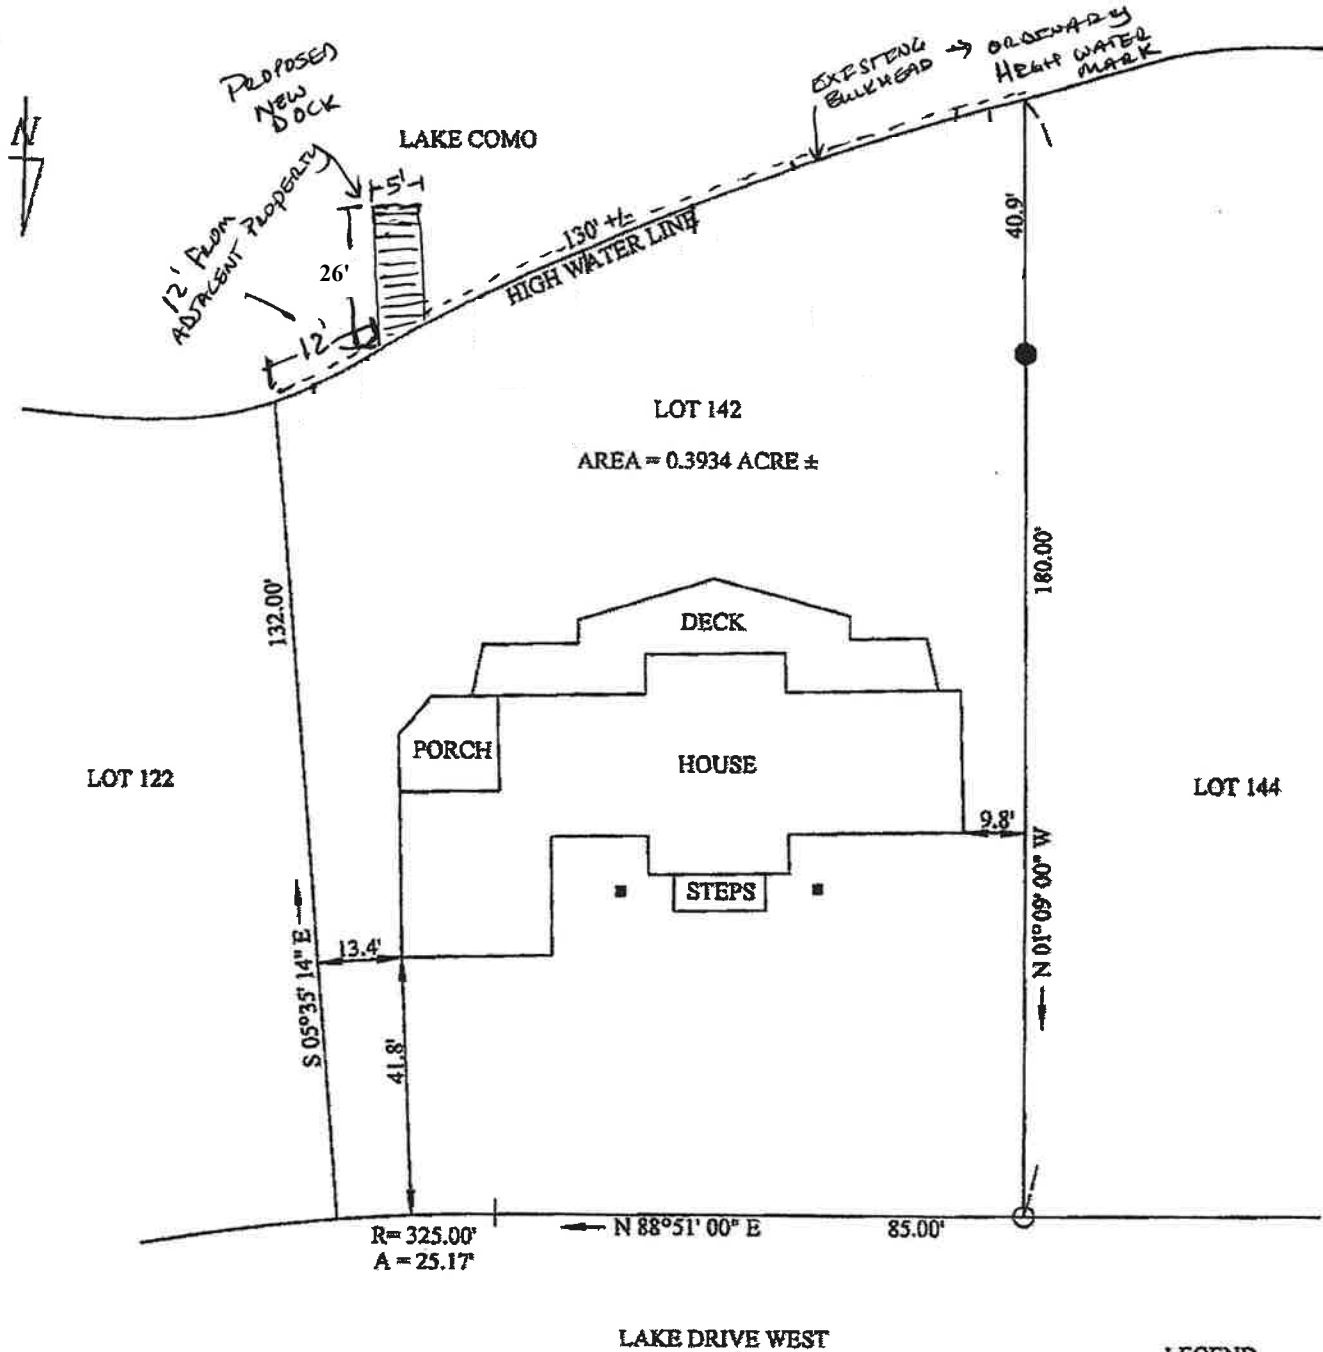 PROPOSED
NEW
DOCK
EXISTING
BULKHEAD → ORDINARY
HIGH WATER
MARK
N
LAKE COMO
5'
12' FROM
ADJACENT PROPERTY
26'
12'
130' +/-
HIGH WATER LINE
40.9'
LOT 142
AREA = 0.3934 ACRE ±
180.00'
132.00'
DECK
PORCH
HOUSE
LOT 122
LOT 144
9.8'
STEPS
N 01° 09' 00" W
13.4'
S 05° 35' 14" E
41.8'
R= 325.00'
A = 25.17'
N 88° 51' 00" E
85.00'
LAKE DRIVE WEST
LEGEND